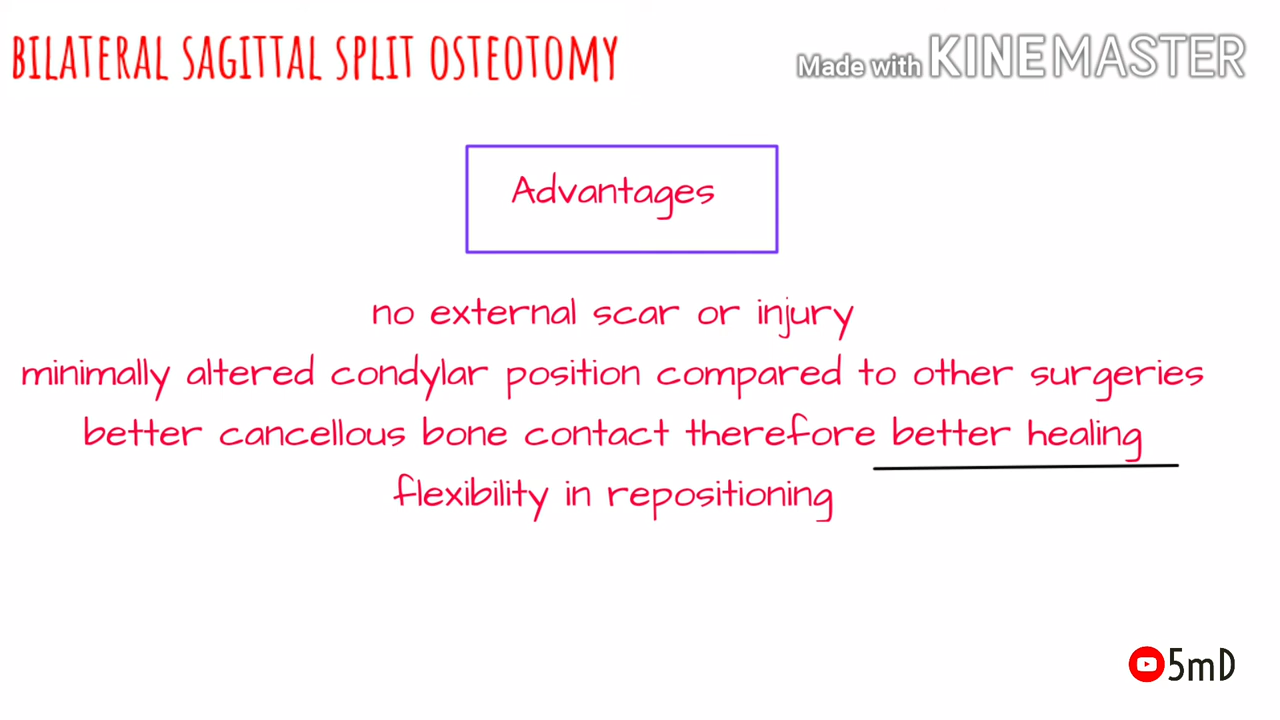 BILATERAL SAGITTAL SPLIT OSTEOTOMY
Made with KINEMASTER
Advantages
no external scar or injury
minimally altered condylar position compared to other surgeries
better cancellous bone contact therefore better healing
flexibility in repositioning
5mD